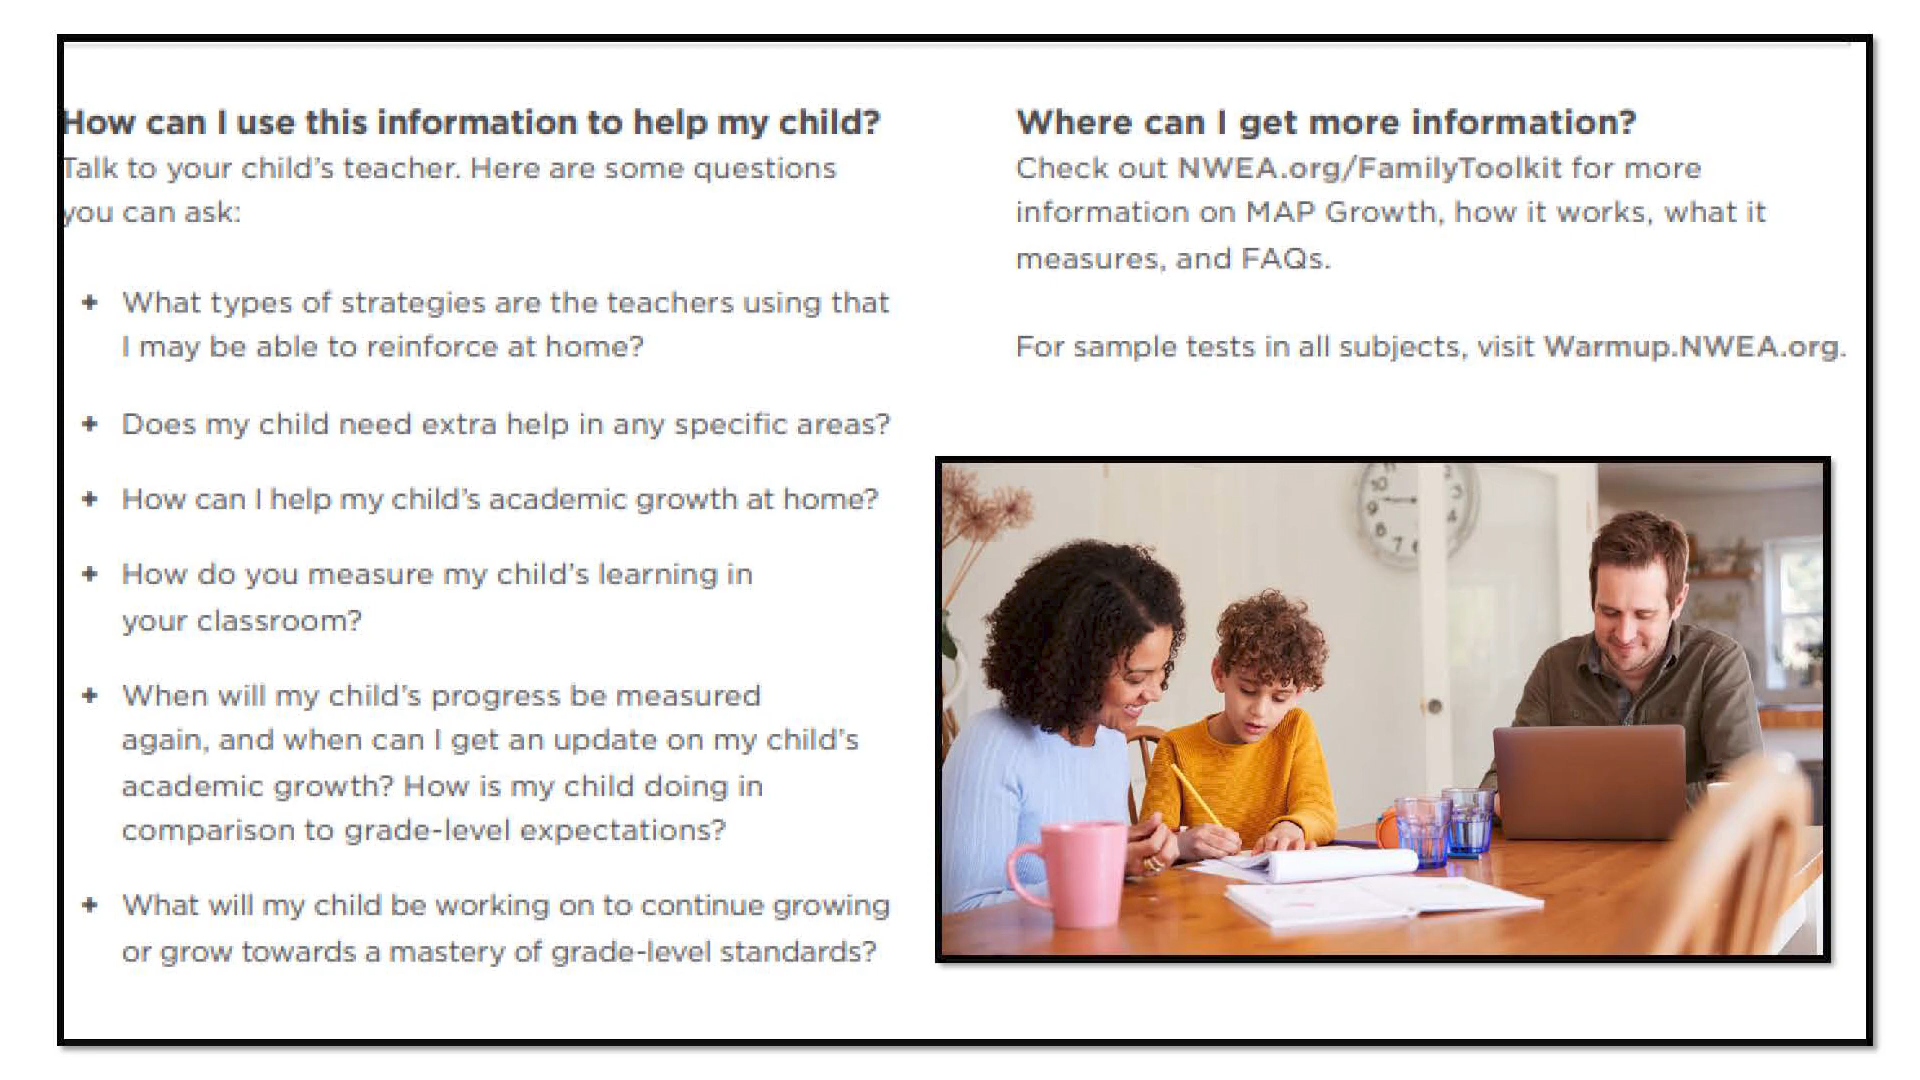 How can I use this information to help my child?
Talk to your child's teacher. Here are some questions
you can ask:
+ What types of strategies are the teachers using that
I may be able to reinforce at home?
+ Does my child need extra help in any specific areas?
+ How can I help my child's academic growth at home?
+ How do you measure my child's learning in
your classroom?
+ When will my child's progress be measured
again, and when can I get an update on my child's
academic growth? How is my child doing in
comparison to grade-level expectations?
+ What will my child be working on to continue growing
or grow towards a mastery of grade-level standards?
Where can I get more information?
Check out NWEA.org/FamilyToolkit for more
information on MAP Growth, how it works, what it
measures, and FAQs.
For sample tests in all subjects, visit Warmup.NWEA.org.
10
9
8
7
6
2
3